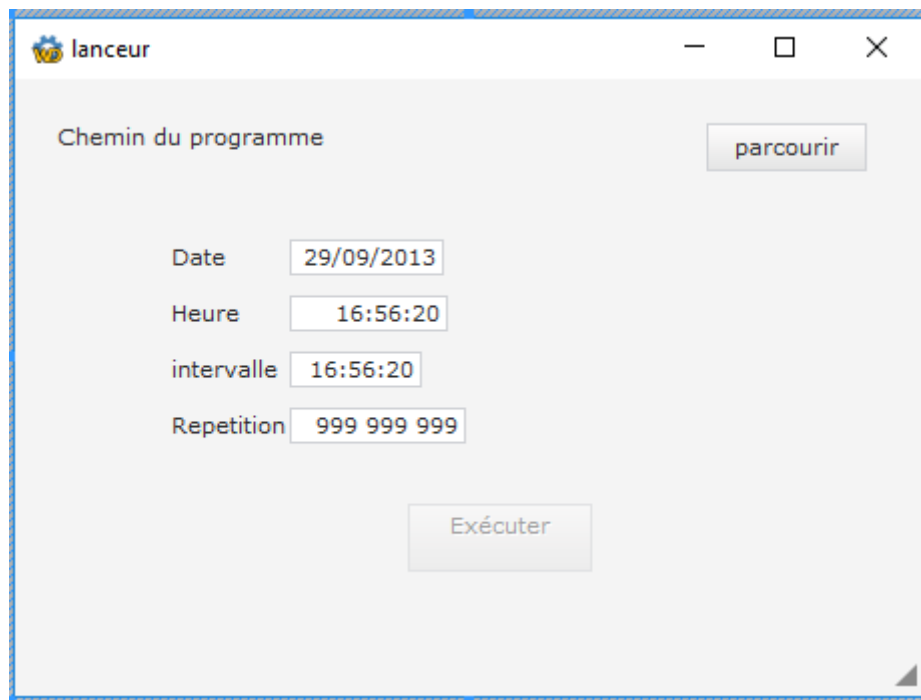 lanceur
Chemin du programme
parcourir
Date 29/09/2013
Heure 16:56:20
intervalle 16:56:20
Repetition 999 999 999
Exécuter